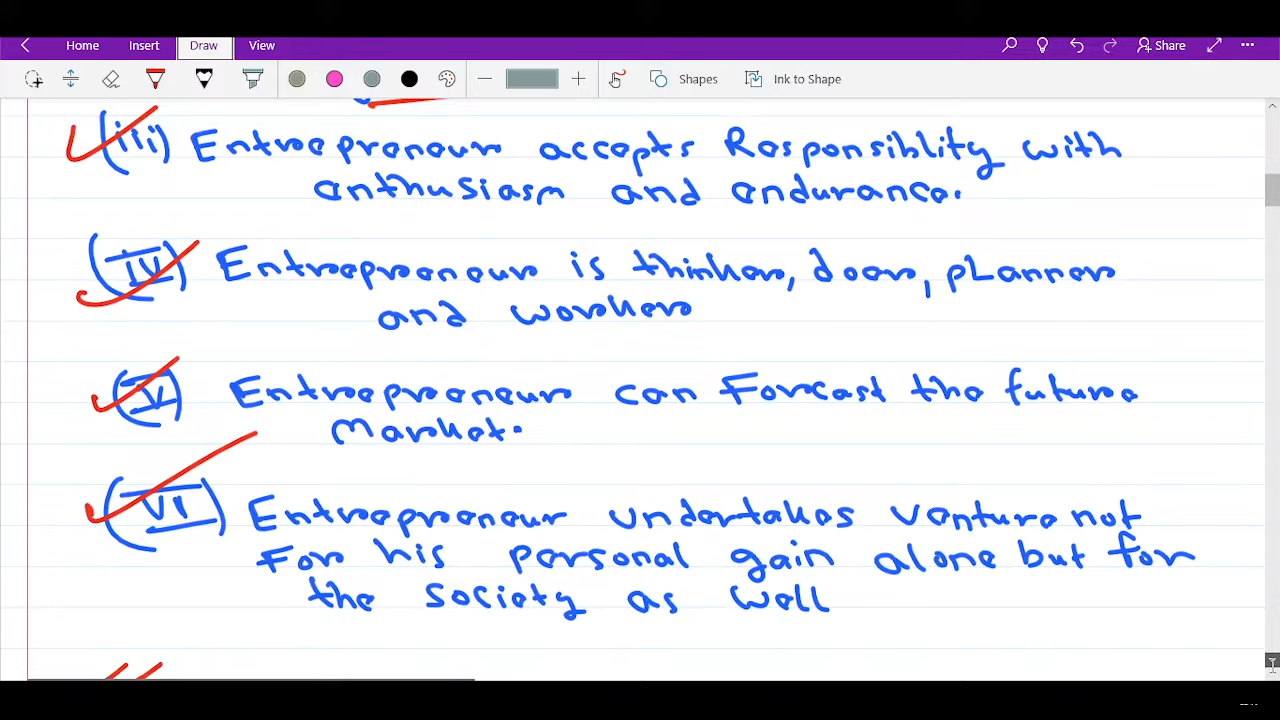 Home Insert Draw View Share
Shapes Ink to Shape
(iii) Entrepreneur accepts Responsiblity with
enthusiasm and endurance.
(IV) Entrepreneur is thinker, doer, planner
and worker
(V) Entrepreneur can Forcast the future
Market.
(VI) Entrepreneur undertakes venture not
For his personal gain alone but for
the society as well